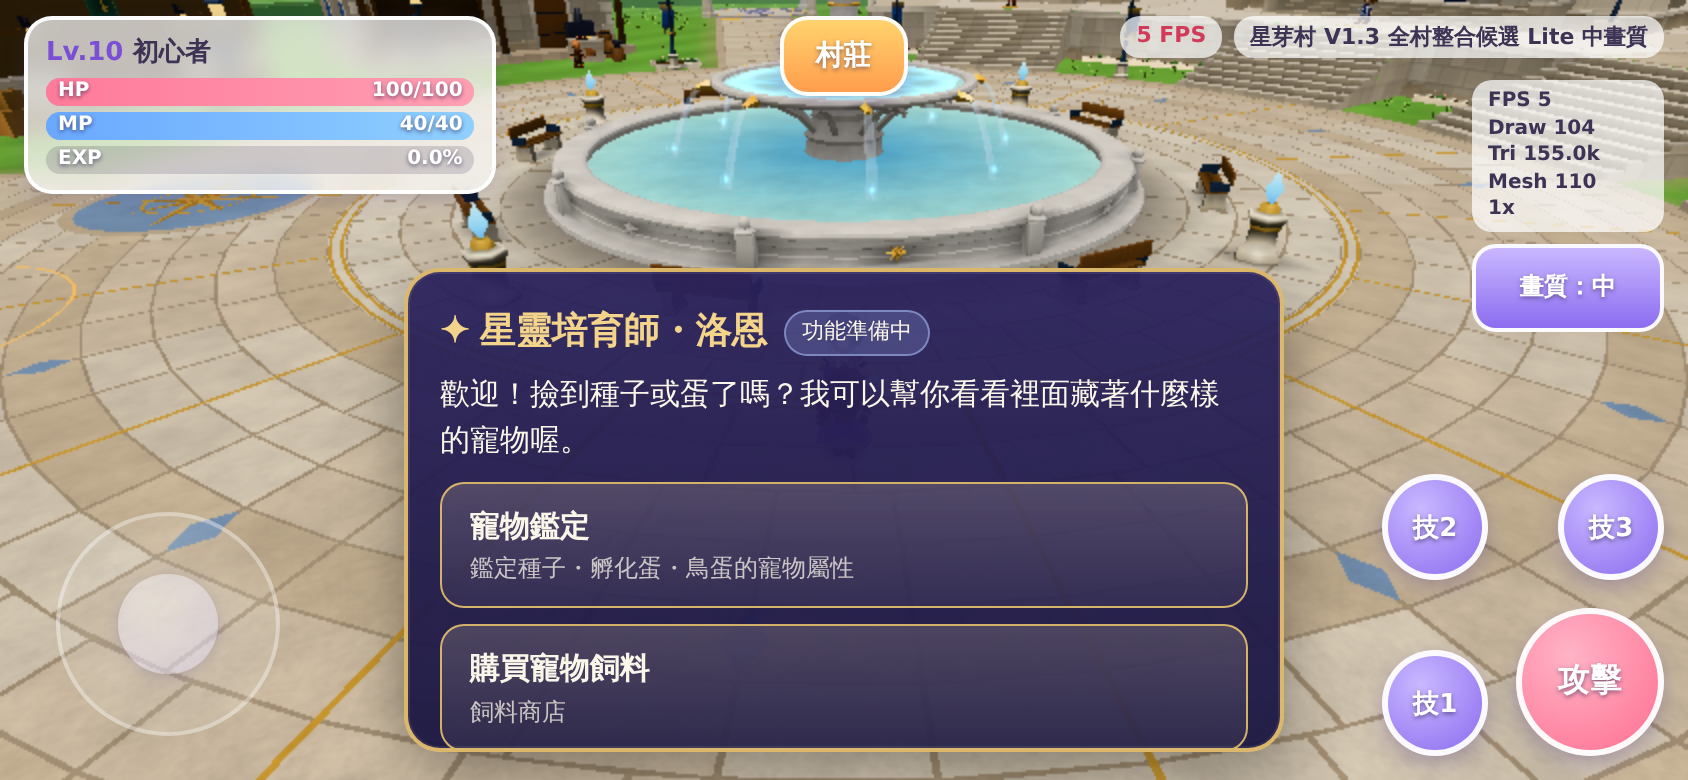 Lv.10 初心者
HP 100/100
MP 40/40
EXP 0.0%
村莊
5 FPS
星芽村 V1.3 全村整合候選 Lite 中畫質
FPS 5
Draw 104
Tri 155.0k
Mesh 110
1x
畫質：中
✦ 星靈培育師・洛恩 功能準備中
歡迎！撿到種子或蛋了嗎？我可以幫你看看裡面藏著什麼樣
的寵物喔。
寵物鑑定
鑑定種子・孵化蛋・鳥蛋的寵物屬性
購買寵物飼料
飼料商店
技2
技3
技1
攻擊